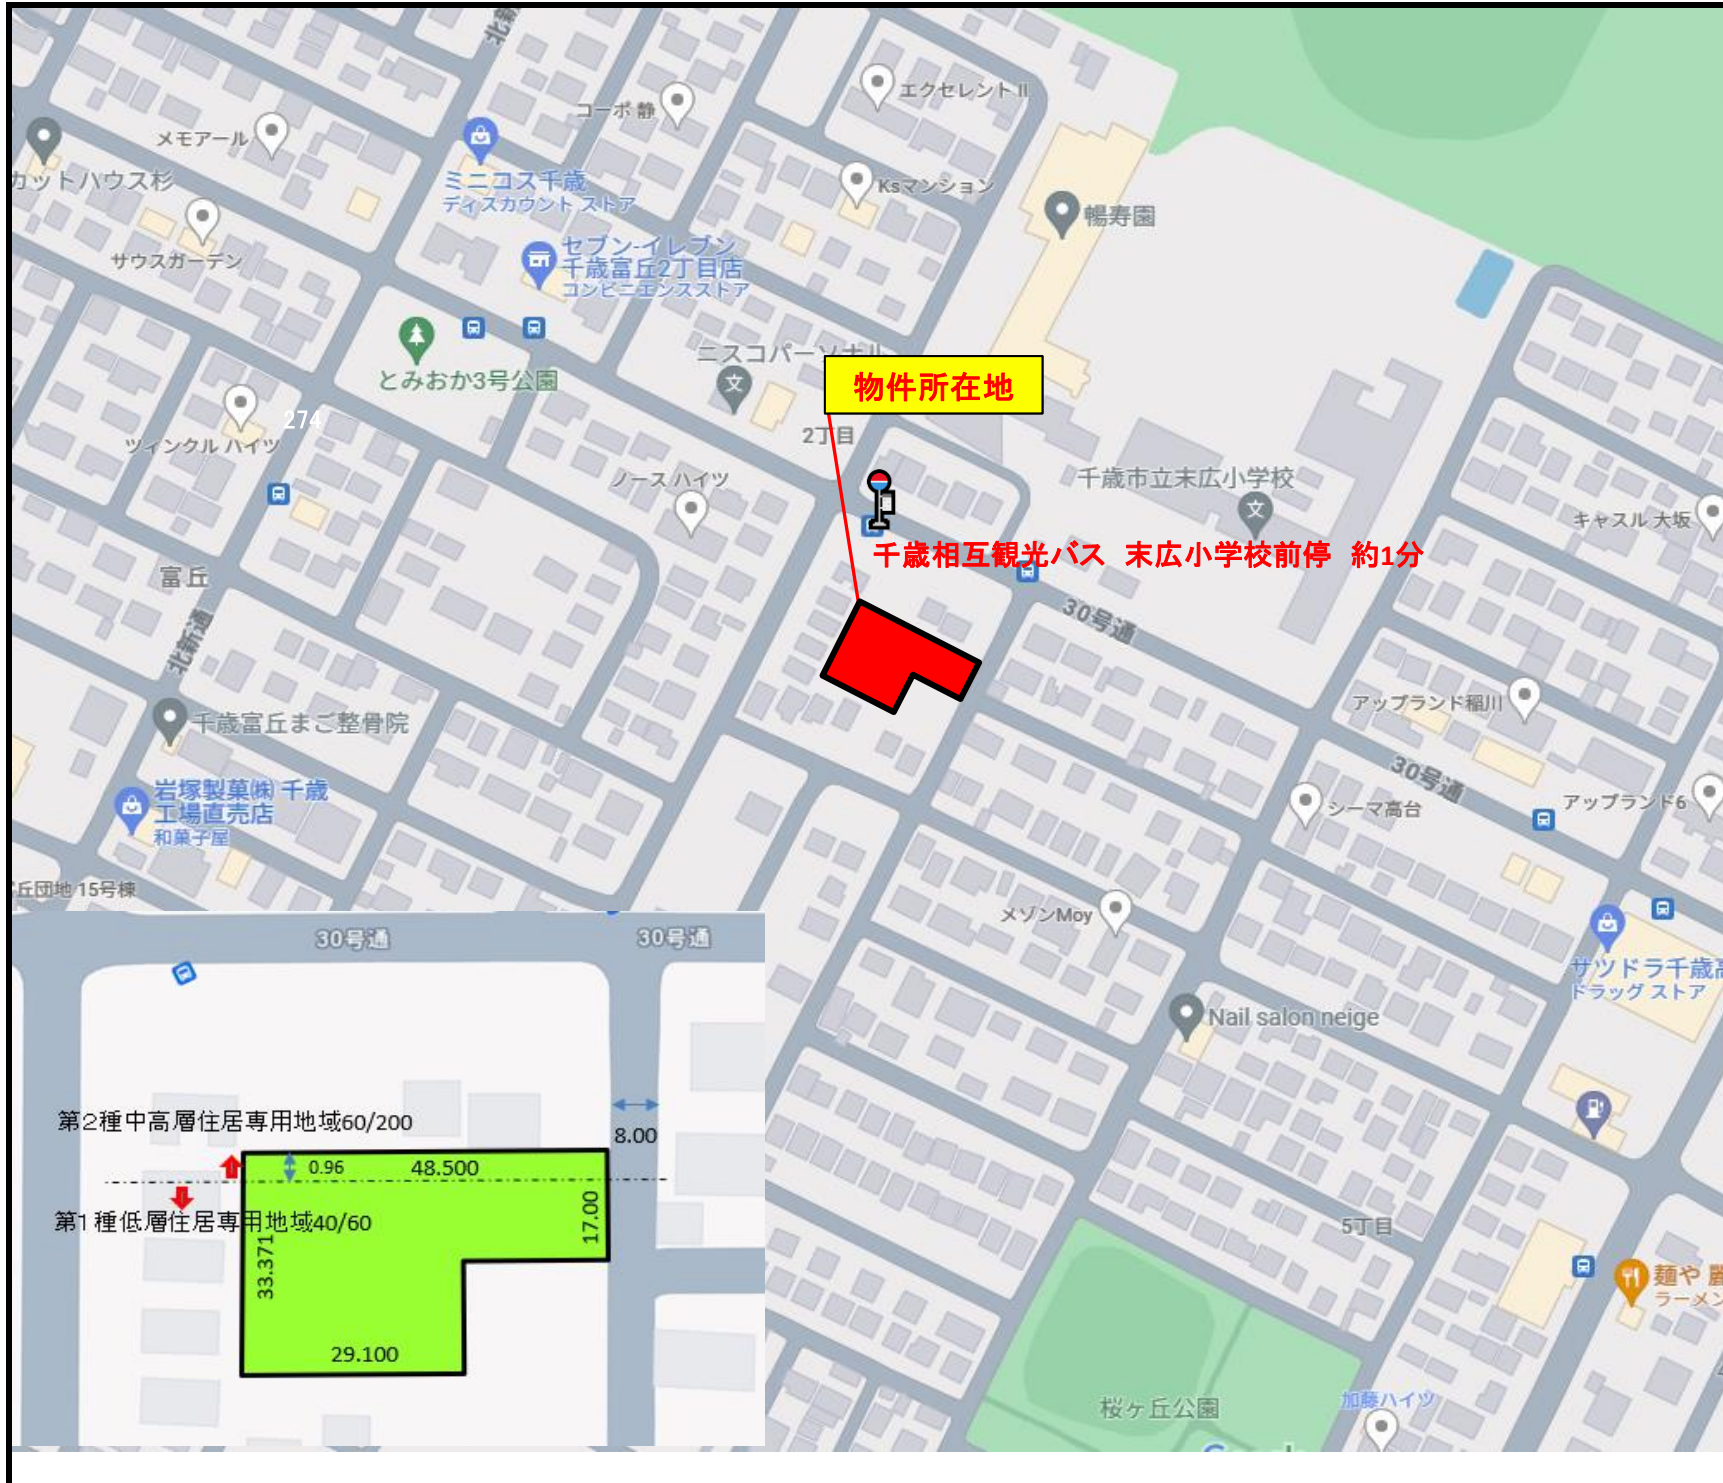 北新
エクセレントII
コーポ 静
メモアール
カットハウス杉
ミニコス千歳
ディスカウント ストア
Ksマンション
暢寿園
サウスガーデン
セブン-イレブン
千歳富丘2丁目店
コンビニエンスストア
ニスコパーソナル
とみおか3号公園
物件所在地
274
ツィンクル ハイツ
2丁目
文
ノース ハイツ
千歳市立末広小学校
文
キャスル 大坂
千歳相互観光バス 末広小学校前停 約1分
富丘
北新通
30号通
アップランド稲川
千歳富丘まご整骨院
30号通
岩塚製菓㈱ 千歳
工場直売店
和菓子屋
シーマ高台
アップランド6
丘団地 15号棟
メゾンMoy
30号通
30号通
サツドラ千歳高
ドラッグ ストア
Nail salon neige
第2種中高層住居専用地域60/200
8.00
0.96
48.500
第1種低層住居専用地域40/60
17.00
33.371
5丁目
麺や 麗
ラーメン
29.100
桜ヶ丘公園
加藤ハイツ